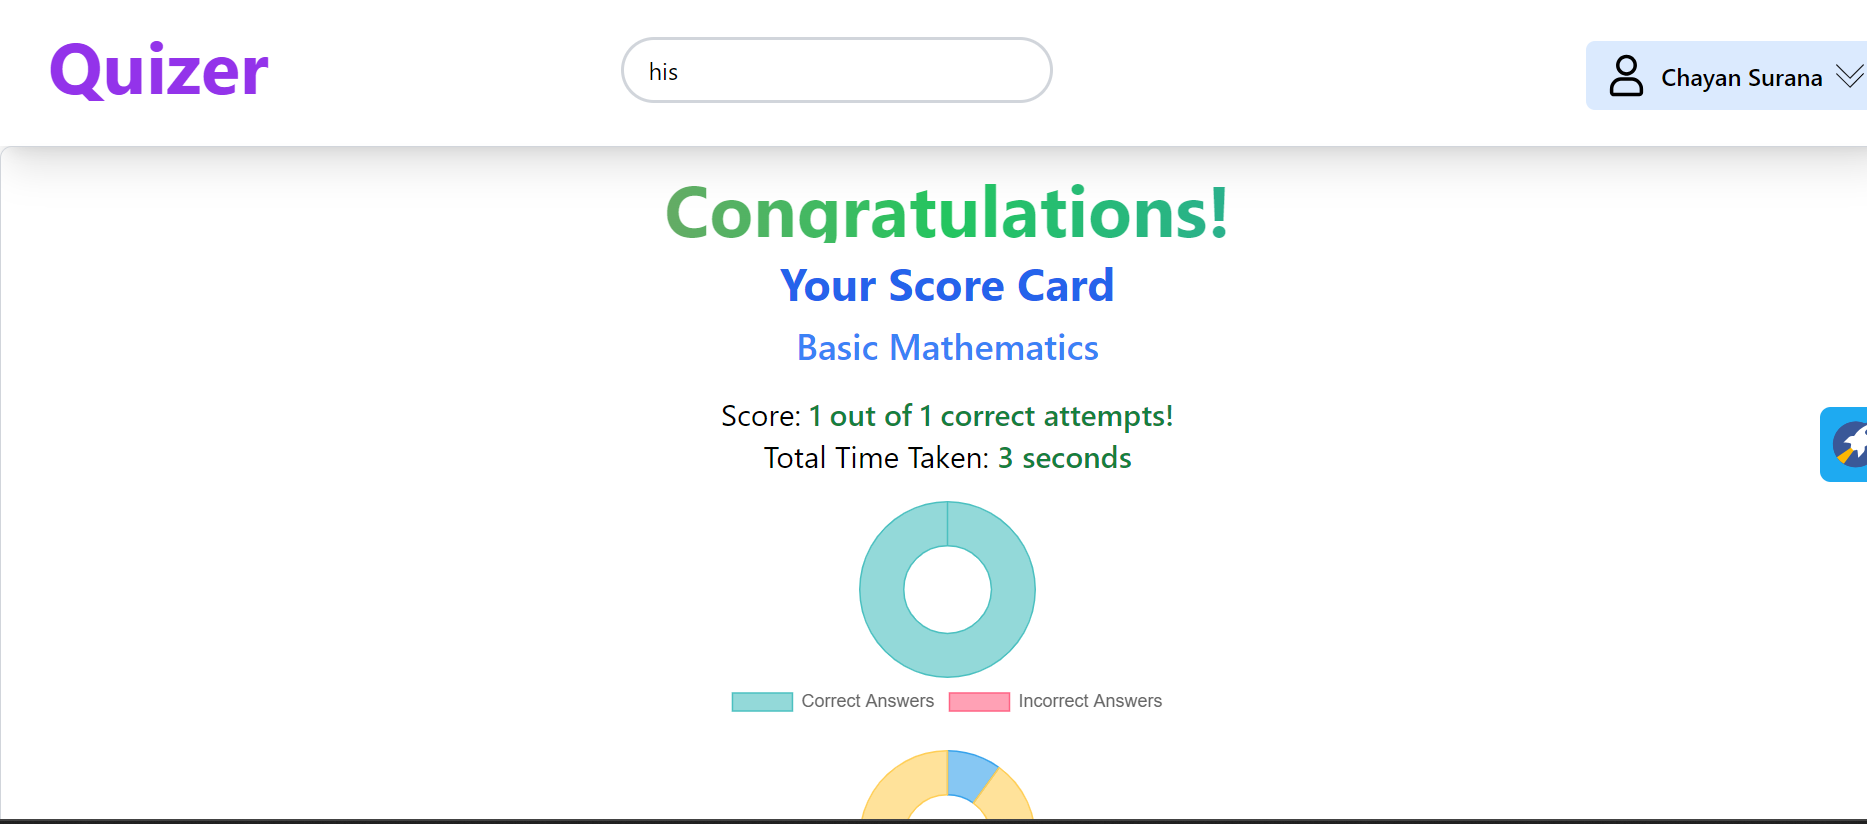 Quizer
his
Chayan Surana
Congratulations!
Your Score Card
Basic Mathematics
Score: 1 out of 1 correct attempts!
Total Time Taken: 3 seconds
Correct Answers
Incorrect Answers